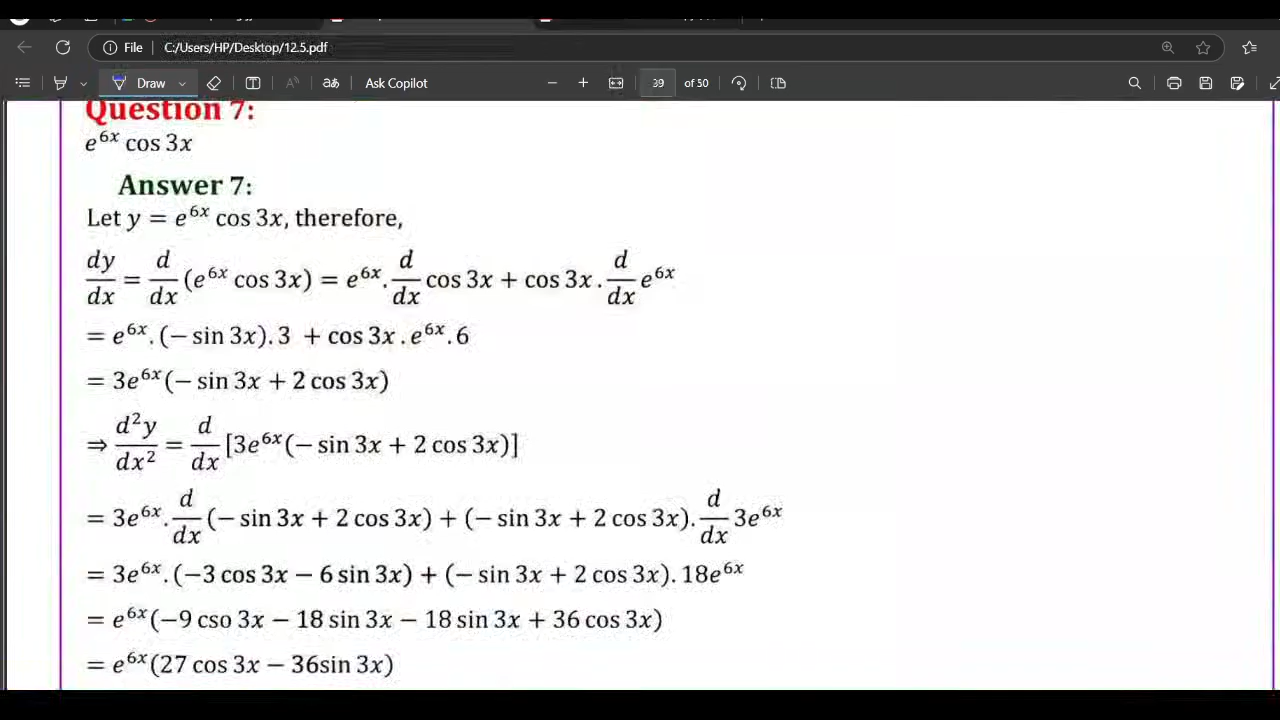 File | C:/Users/HP/Desktop/12.5.pdf
Draw aあ Ask Copilot 39 of 50
Question 7:
e^{6x} cos 3x
Answer 7:
Let y = e^{6x} cos 3x, therefore,
dy/dx = d/dx (e^{6x} cos 3x) = e^{6x}. d/dx cos 3x + cos 3x . d/dx e^{6x}
= e^{6x}. (− sin 3x). 3 + cos 3x . e^{6x}. 6
= 3e^{6x}(− sin 3x + 2 cos 3x)
⇒ d²y/dx² = d/dx [3e^{6x}(− sin 3x + 2 cos 3x)]
= 3e^{6x}. d/dx (− sin 3x + 2 cos 3x) + (− sin 3x + 2 cos 3x). d/dx 3e^{6x}
= 3e^{6x}. (−3 cos 3x − 6 sin 3x) + (− sin 3x + 2 cos 3x). 18e^{6x}
= e^{6x}(−9 cso 3x − 18 sin 3x − 18 sin 3x + 36 cos 3x)
= e^{6x}(27 cos 3x − 36sin 3x)